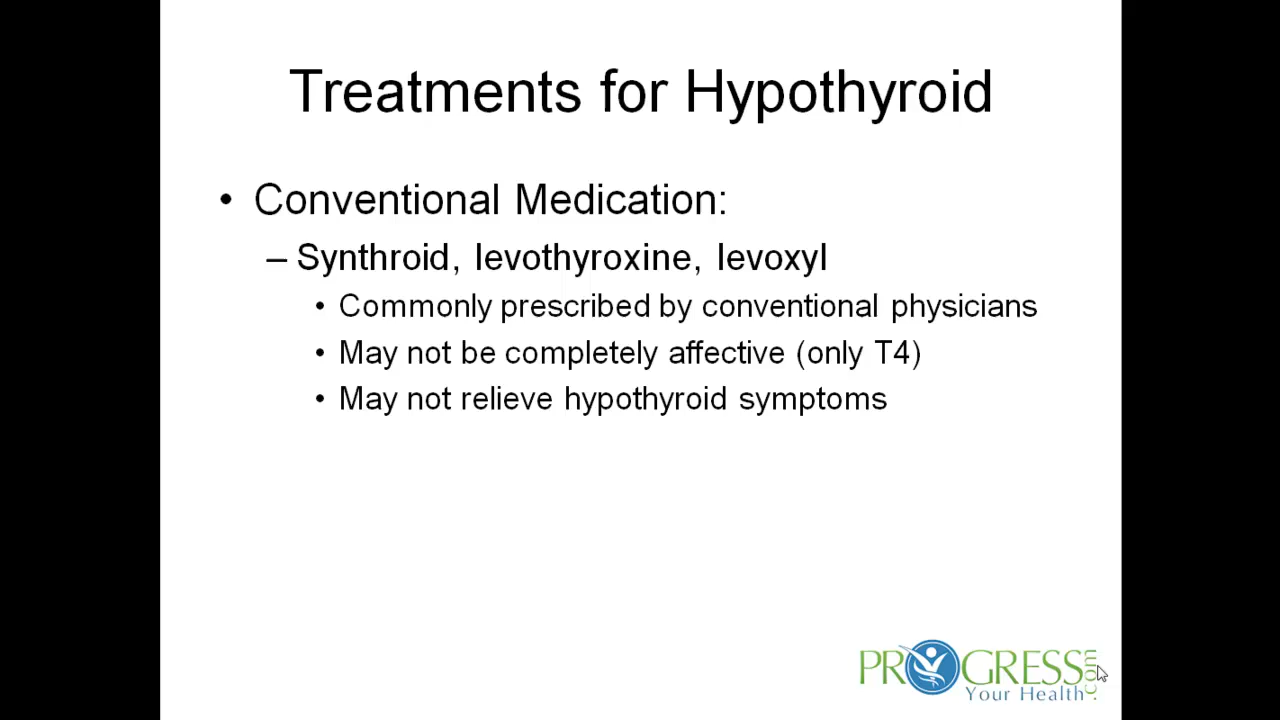 Treatments for Hypothyroid
• Conventional Medication:
– Synthroid, levothyroxine, levoxyl
• Commonly prescribed by conventional physicians
• May not be completely affective (only T4)
• May not relieve hypothyroid symptoms
PROGRESS
Your Health
.com